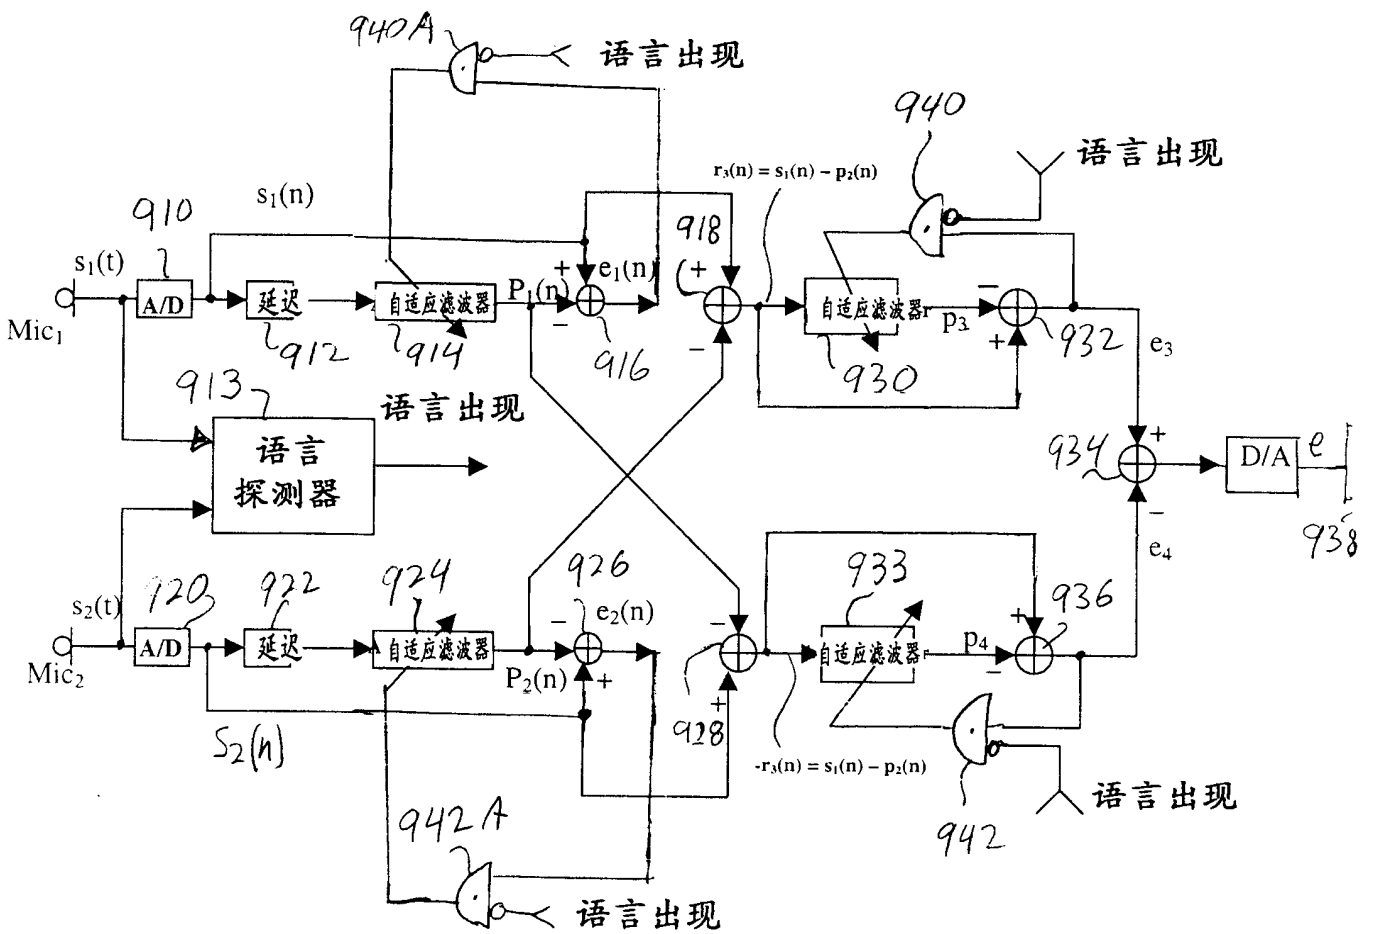 940A
语言出现
940
语言出现
r₃(n) = s₁(n) – p₂(n)
910
s₁(n)
918
s₁(t)
A/D
延迟
自适应滤波器
P₁(n)
+
e₁(n)
−
+
−
自适应滤波器
p₃
−
+
Mic₁
912
914
916
930
932
e₃
913
语言出现
语言
探测器
934
+
−
D/A
e
938
e₄
s₂(t)
920
922
924
926
933
936
Mic₂
A/D
延迟
自适应滤波器
P₂(n)
−
e₂(n)
+
−
+
自适应滤波器
p₄
+
−
S₂(n)
928
-r₃(n) = s₁(n) – p₂(n)
942A
942
语言出现
语言出现